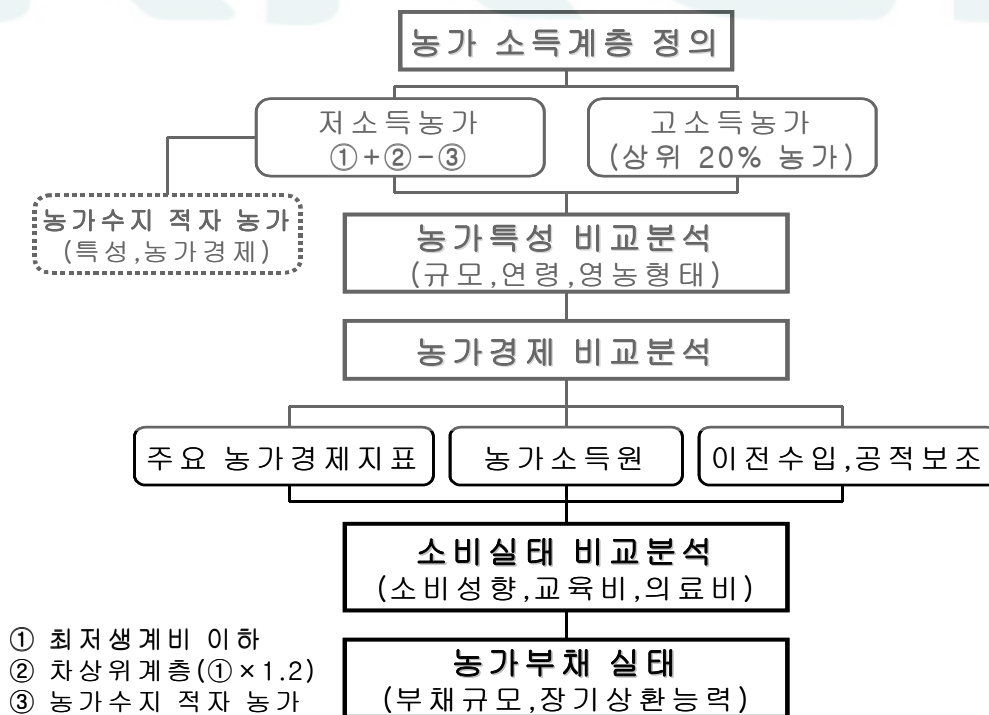 농가 소득계층 정의
저소득농가
①+②-③
고소득농가
(상위 20% 농가)
농가수지 적자 농가
(특성,농가경제)
농가특성 비교분석
(규모,연령,영농형태)
농가경제 비교분석
주요 농가경제지표
농가소득원
이전수입,공적보조
소비실태 비교분석
(소비성향,교육비,의료비)
농가부채 실태
(부채규모,장기상환능력)
① 최저생계비 이하
② 차상위계층(①×1.2)
③ 농가수지 적자 농가